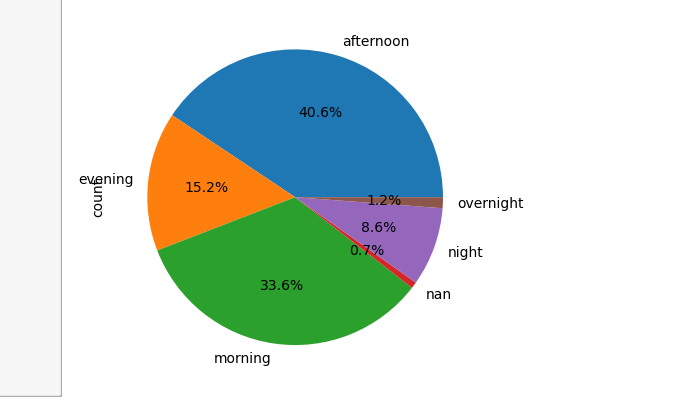 afternoon
40.6%
evening
15.2%
count
1.2%
overnight
8.6%
night
0.7%
nan
33.6%
morning